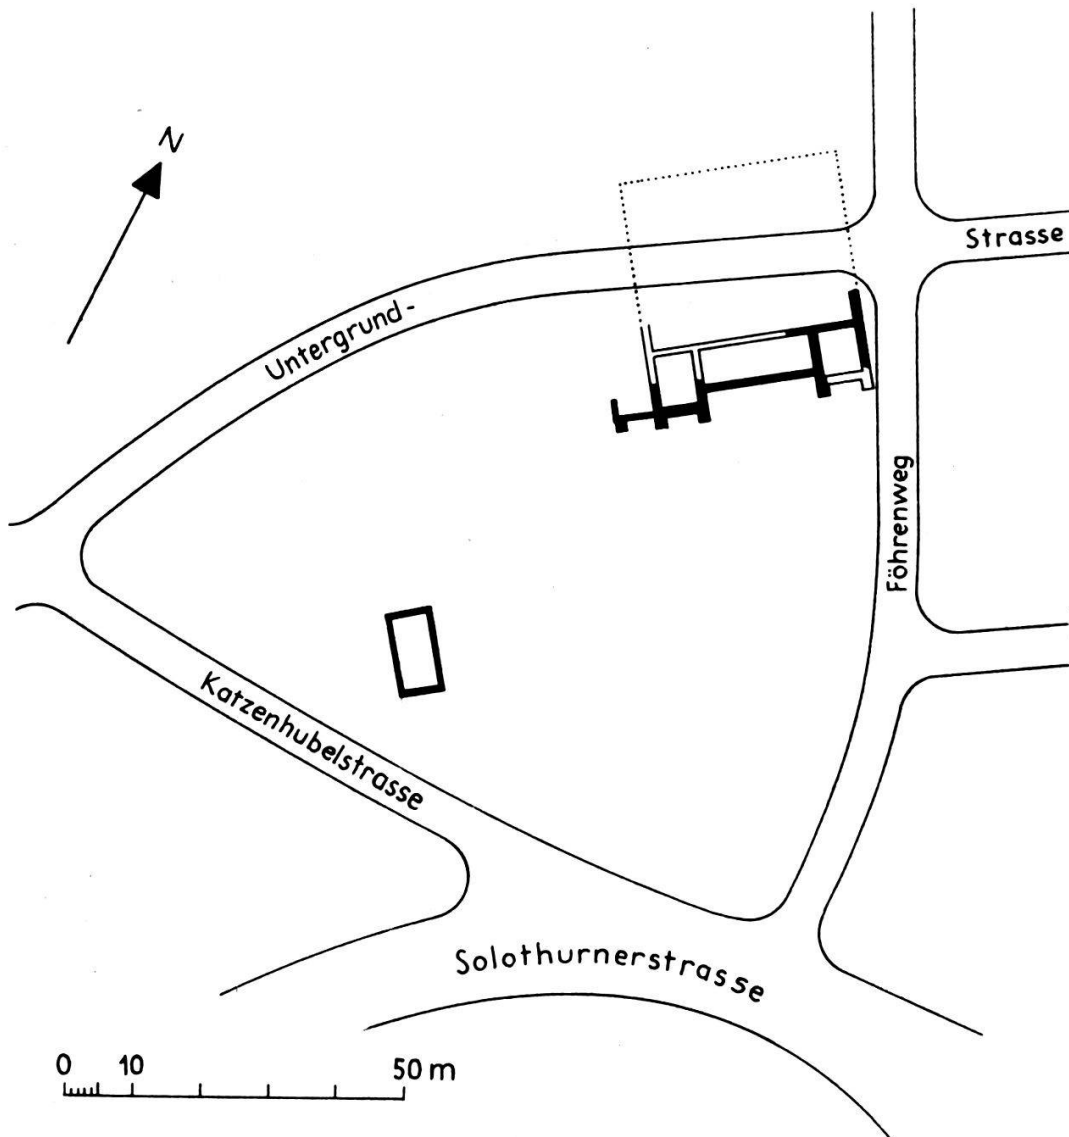 N
Strasse
Untergrund-
Föhrenweg
Katzenhubelstrasse
Solothurnerstrasse
0 10 50 m